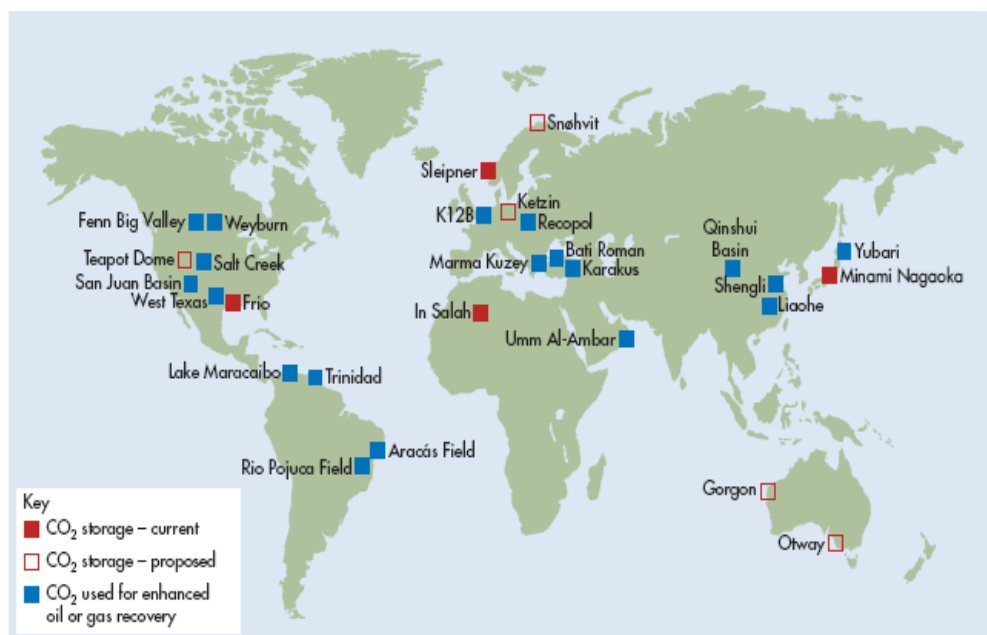 Snøhvit
Sleipner
Ketzin
K12B
Recopol
Fenn Big Valley
Weyburn
Qinshui
Basin
Teapot Dome
Salt Creek
Bati Roman
Yubari
Marma Kuzey
Karakus
Minami Nagaoka
San Juan Basin
Shengli
West Texas
Frio
Liaohe
In Salah
Umm Al-Ambar
Lake Maracaibo
Trinidad
Aracás Field
Rio Pojuca Field
Gorgon
Otway
Key
CO₂ storage – current
CO₂ storage – proposed
CO₂ used for enhanced
oil or gas recovery